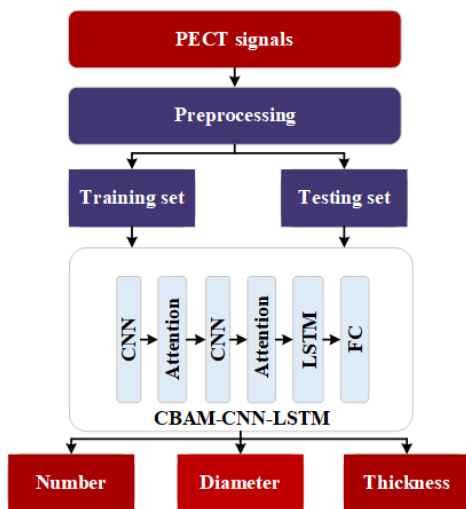 PECT signals
Preprocessing
Training set
Testing set
CNN
Attention
CNN
Attention
LSTM
FC
CBAM-CNN-LSTM
Number
Diameter
Thickness